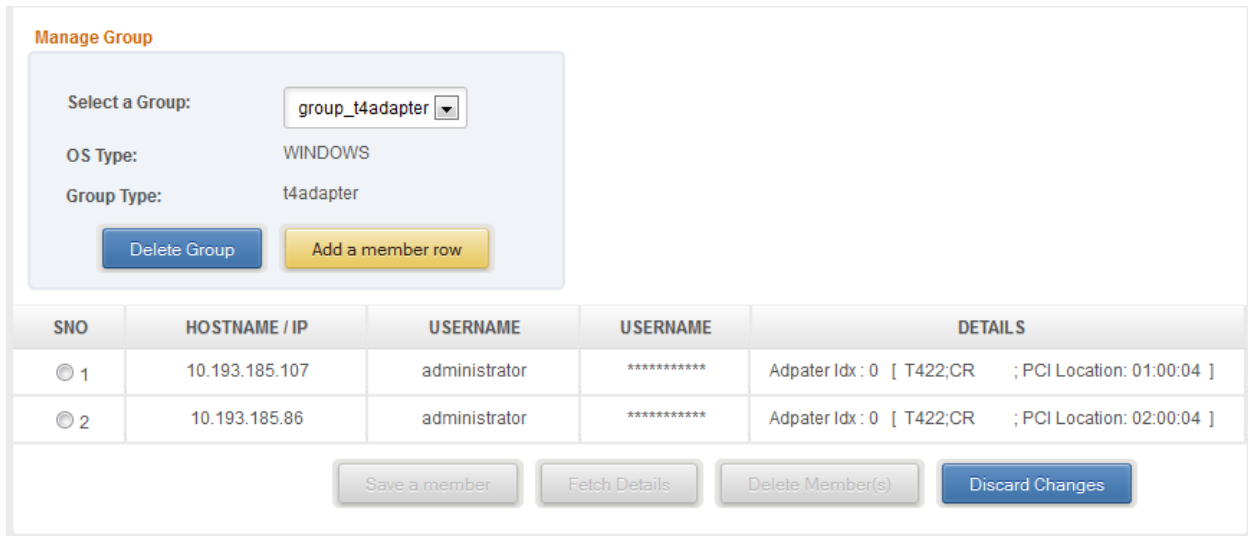 Manage Group
Select a Group: group_t4adapter
OS Type: WINDOWS
Group Type: t4adapter
Delete Group Add a member row
SNO HOSTNAME / IP USERNAME USERNAME DETAILS
1 10.193.185.107 administrator *********** Adpater Idx : 0 [ T422;CR ; PCI Location: 01:00:04 ]
2 10.193.185.86 administrator *********** Adpater Idx : 0 [ T422;CR ; PCI Location: 02:00:04 ]
Save a member Fetch Details Delete Member(s) Discard Changes